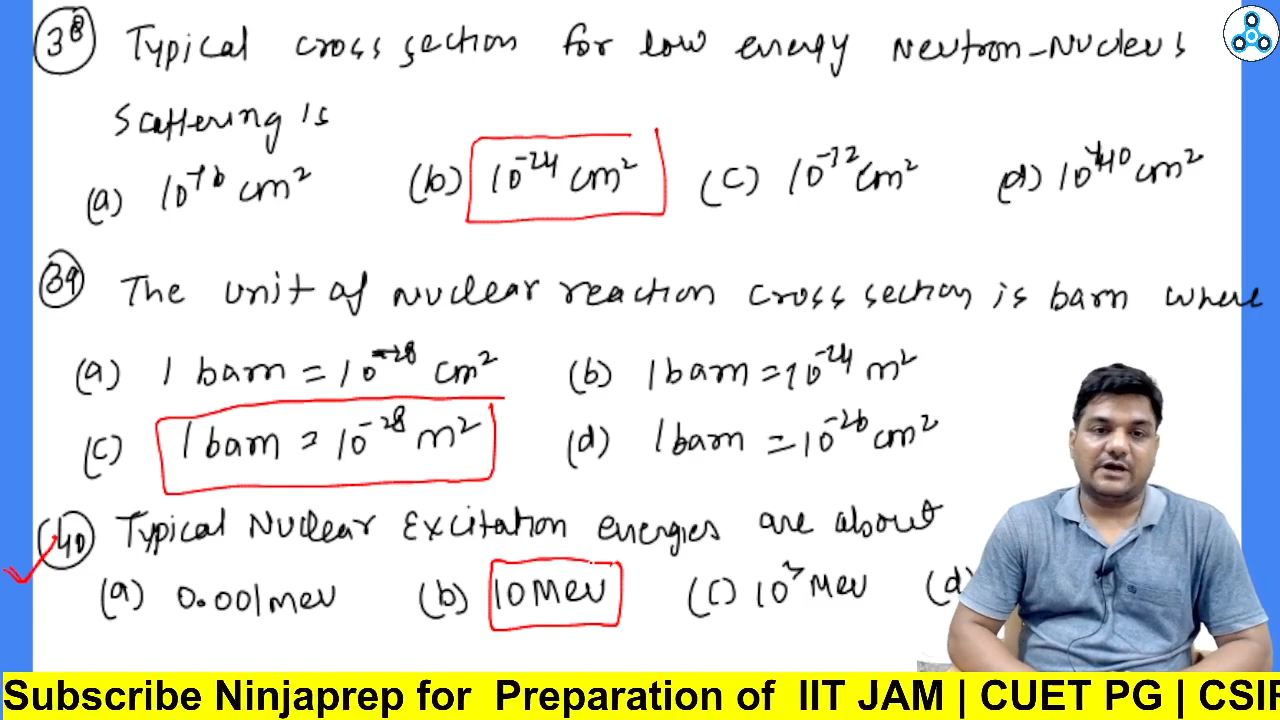 (38) Typical cross section for low energy Neutron-Nucleus
scattering is
(a) 10⁻¹⁶ cm² (b) 10⁻²⁴ cm² (c) 10⁻³² cm² (d) 10⁻⁴⁰ cm²
(39) The unit of nuclear reaction cross section is barn where
(a) 1 barn = 10⁻²⁸ cm² (b) 1 barn = 10⁻²⁴ m²
(c) 1 barn = 10⁻²⁸ m² (d) 1 barn = 10⁻²⁶ cm²
(40) Typical Nuclear Excitation energies are about
(a) 0.001 MeV (b) 10 MeV (c) 10³ MeV (d)
Subscribe Ninjaprep for Preparation of IIT JAM | CUET PG |